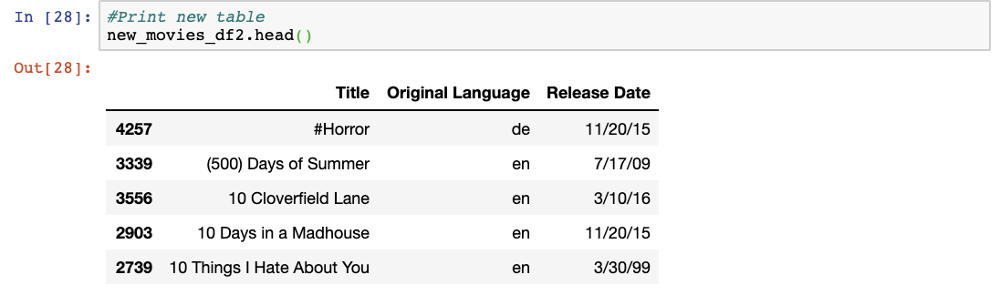 In [28]: #Print new table
new_movies_df2.head()
Out[28]:
Title Original Language Release Date
4257 #Horror de 11/20/15
3339 (500) Days of Summer en 7/17/09
3556 10 Cloverfield Lane en 3/10/16
2903 10 Days in a Madhouse en 11/20/15
2739 10 Things I Hate About You en 3/30/99